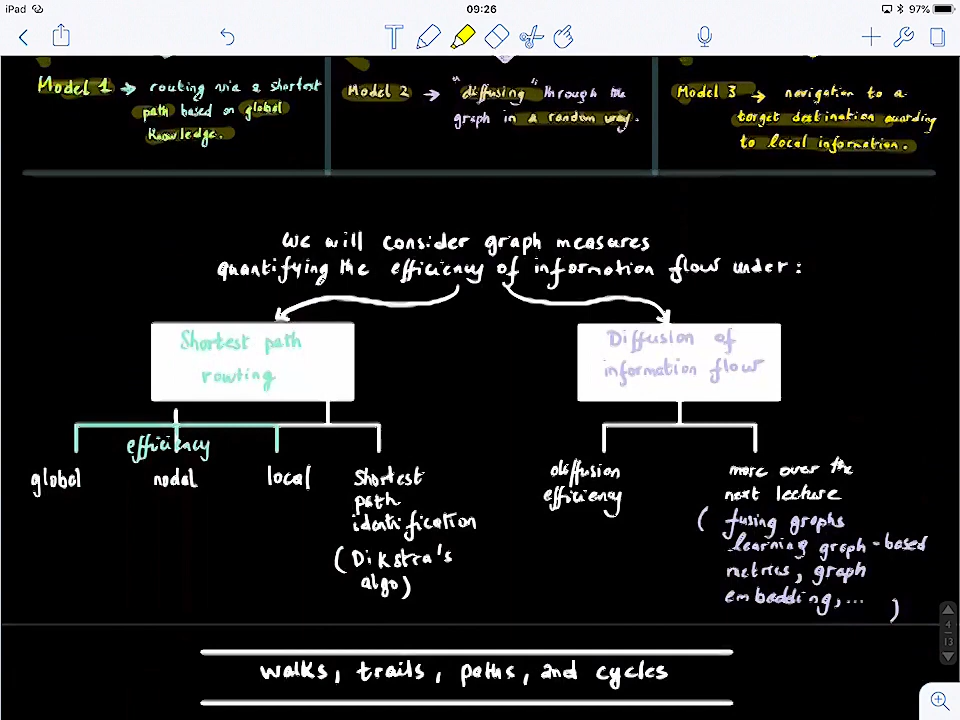 iPad
09:26
97%
Model 1 → routing via a shortest
path based on global
knowledge.
Model 2 → "diffusing" through the
graph in a random way.
Model 3 → navigation to a
target destination according
to local information.
We will consider graph measures
quantifying the efficiency of information flow under:
Shortest path
routing
Diffusion of
information flow
efficiency
global
nodal
local
Shortest
path
identification
(Dikstra's
algo)
diffusion
efficiency
more over the
next lecture
( fusing graphs
learning graph-based
metrics, graph
embedding, ... )
4
13
walks, trails, paths, and cycles